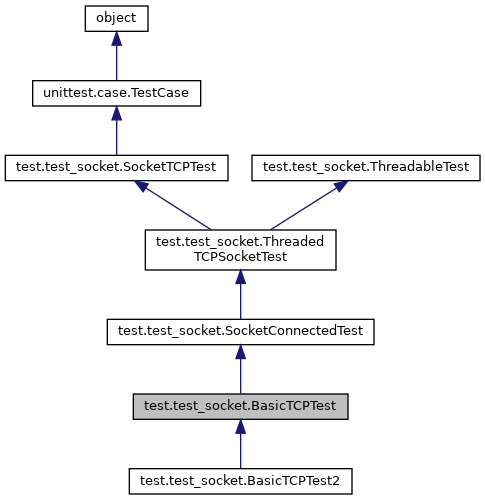 object
unittest.case.TestCase
test.test_socket.SocketTCPTest
test.test_socket.ThreadableTest
test.test_socket.Threaded
TCPSocketTest
test.test_socket.SocketConnectedTest
test.test_socket.BasicTCPTest
test.test_socket.BasicTCPTest2